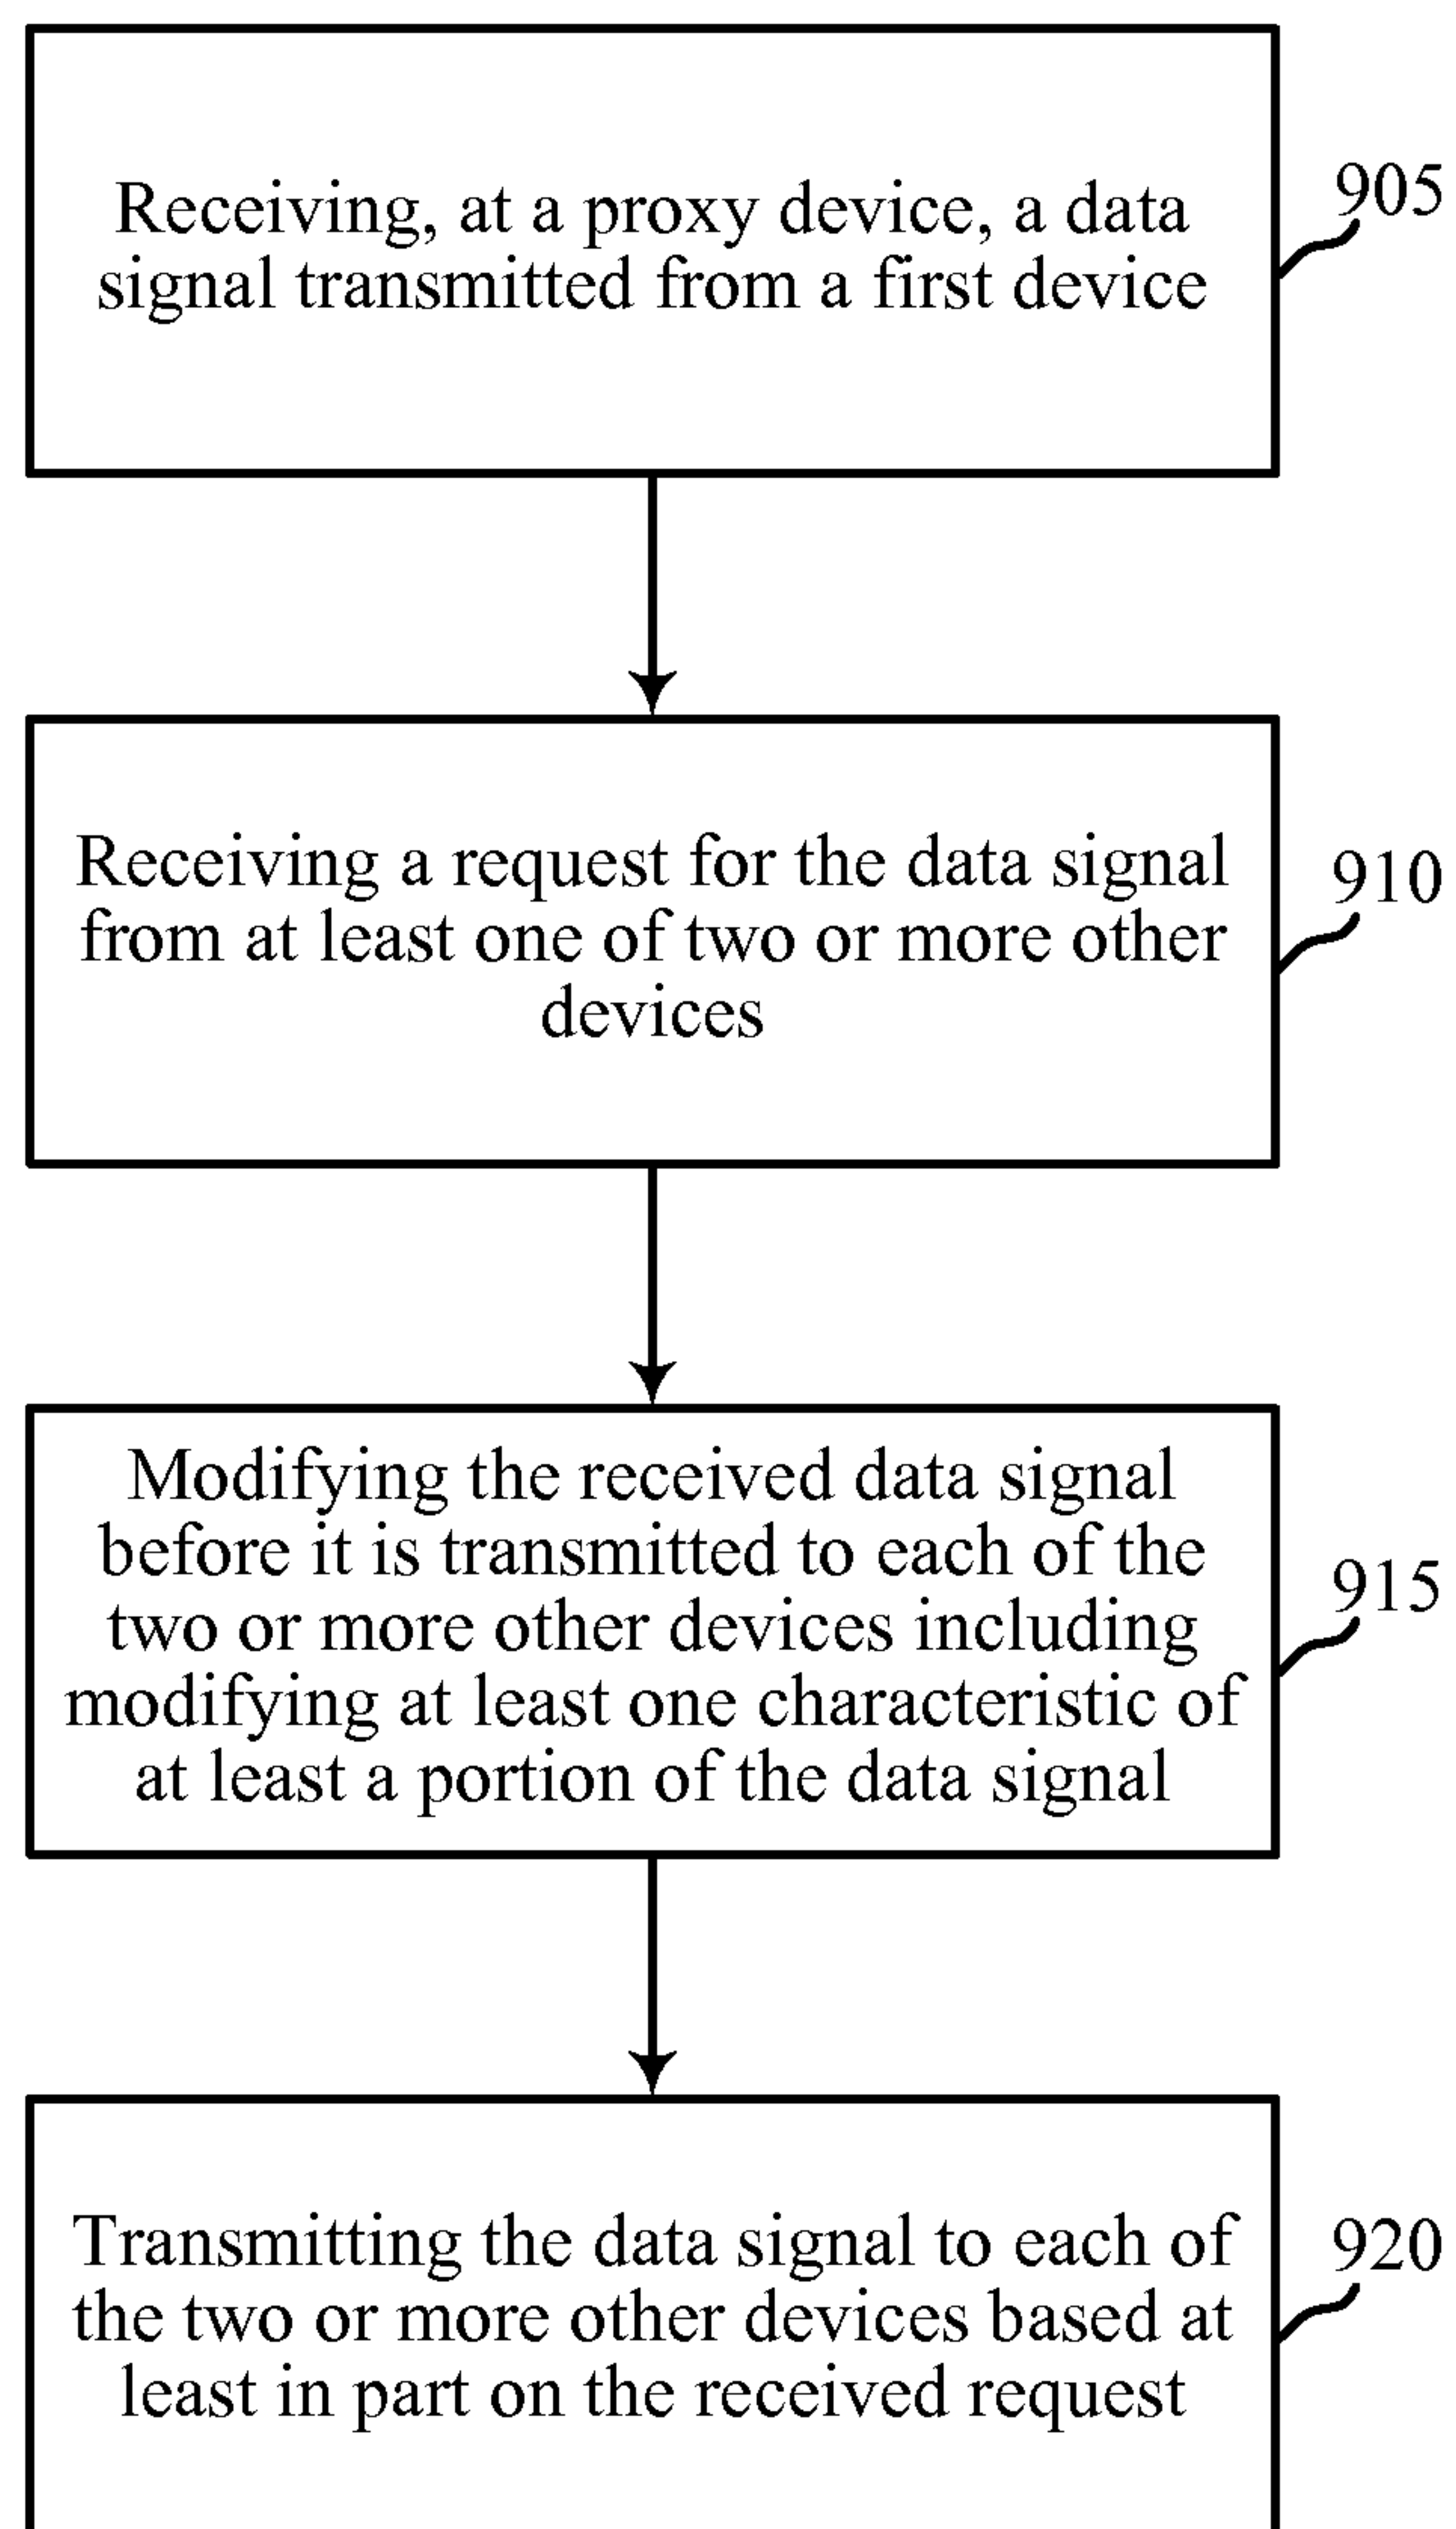 Receiving, at a proxy device, a data
signal transmitted from a first device
905
Receiving a request for the data signal
from at least one of two or more other
devices
910
Modifying the received data signal
before it is transmitted to each of the
two or more other devices including
modifying at least one characteristic of
at least a portion of the data signal
915
Transmitting the data signal to each of
the two or more other devices based at
least in part on the received request
920